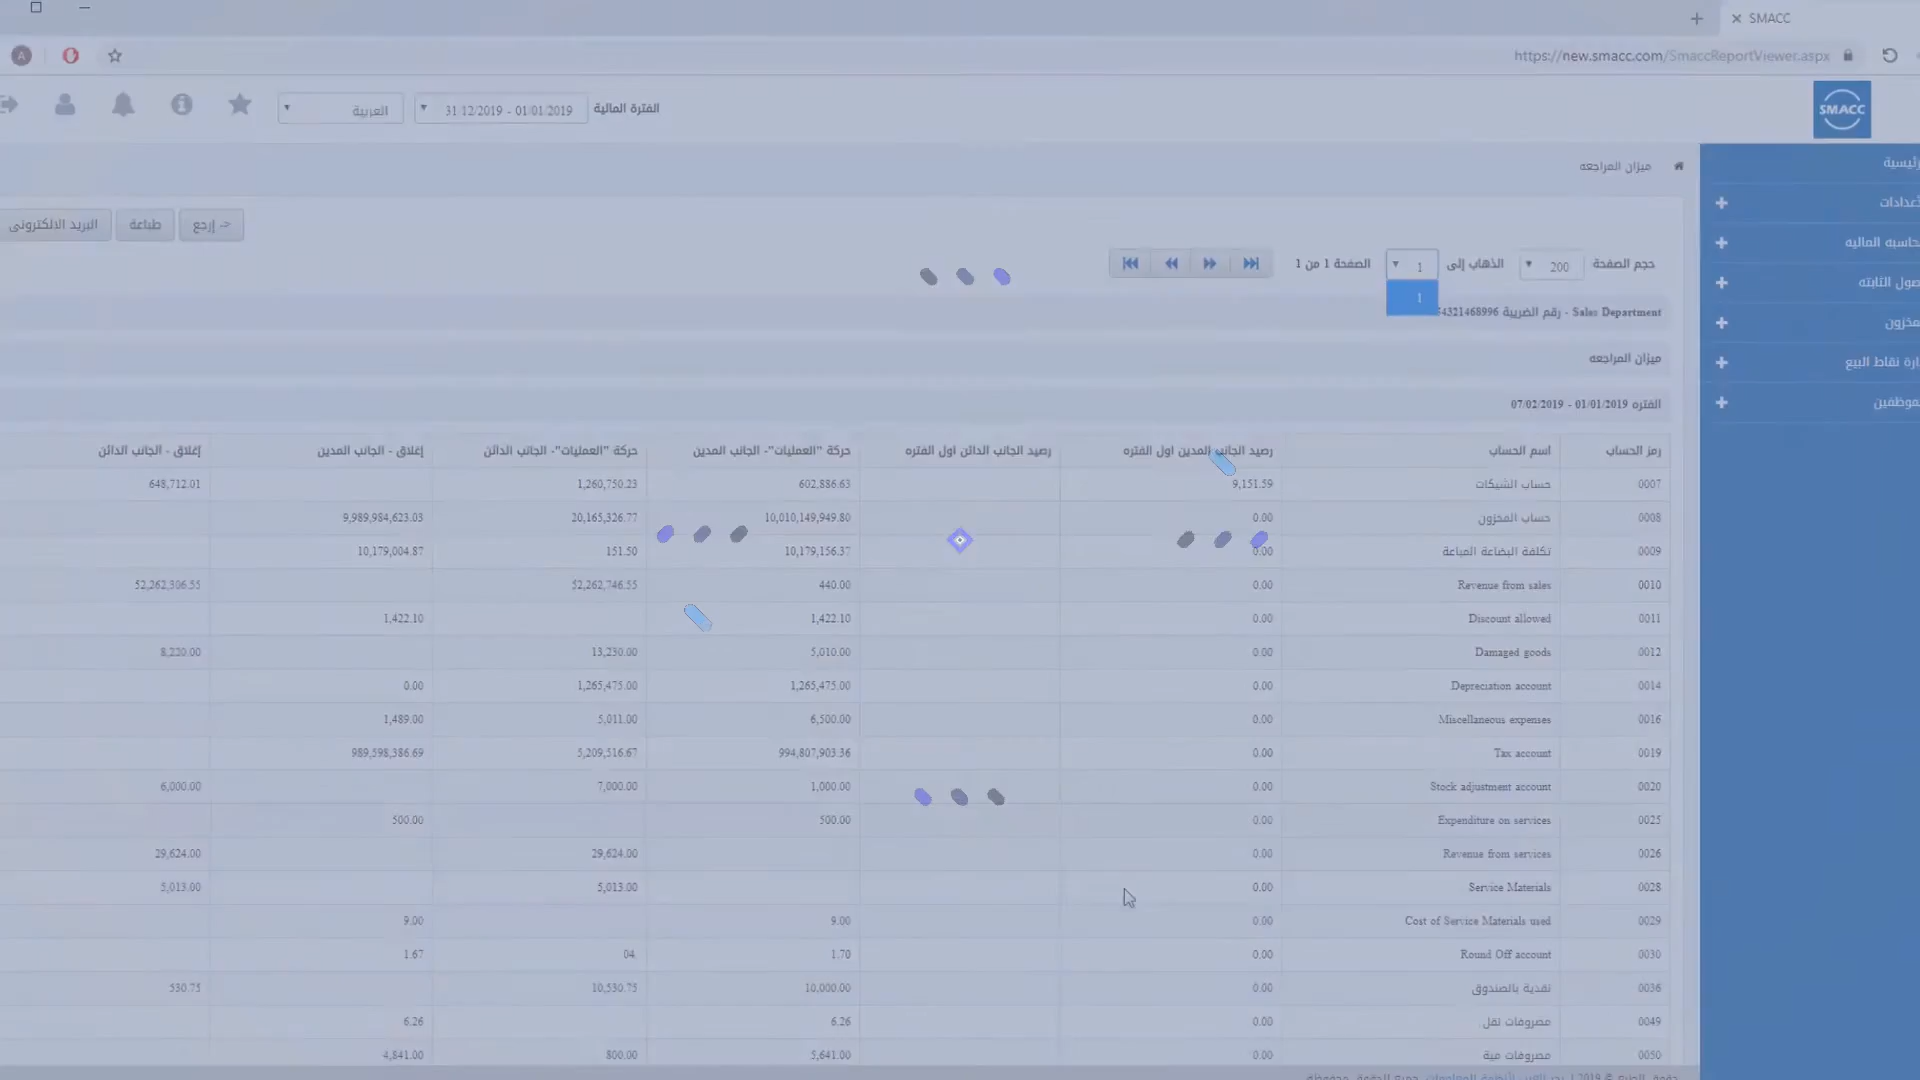 SMACC
https://new.smacc.com/SmaccReportViewer.aspx
A
SMACC
الفترة المالية 01/01/2019 - 31/12/2019 العربية
ميزان المراجعه
<- إرجع طباعة البريد الالكترونى
حجم الصفحة 200 الذهاب إلى 1 الصفحة 1 من 1
1
Sales Department - رقم الضريبة 54321468996
ميزان المراجعه
الفتره 01/01/2019 - 07/02/2019
رمز الحساب اسم الحساب رصيد الجانب المدين اول الفتره رصيد الجانب الدائن اول الفتره حركة "العمليات"- الجانب المدين حركة "العمليات"- الجانب الدائن إغلاق - الجانب المدين إغلاق - الجانب الدائن
0007 حساب الشيكات 9,151.59 602,886.63 1,260,750.23 648,712.01
0008 حساب المخزون 0.00 10,010,149,949.80 20,165,326.77 9,989,984,623.03
0009 تكلفة البضاعة المباعة 0.00 10,179,156.37 151.50 10,179,004.87
0010 Revenue from sales 0.00 440.00 52,262,746.55 52,262,306.55
0011 Discount allowed 0.00 1,422.10 1,422.10
0012 Damaged goods 0.00 5,010.00 13,230.00 8,220.00
0014 Depreciation account 0.00 1,265,475.00 1,265,475.00 0.00
0016 Miscellaneous expenses 0.00 6,500.00 5,011.00 1,489.00
0019 Tax account 0.00 994,807,903.36 5,209,516.67 989,598,386.69
0020 Stock adjustment account 0.00 1,000.00 7,000.00 6,000.00
0025 Expenditure on services 0.00 500.00 500.00
0026 Revenue from services 0.00 29,624.00 29,624.00
0028 Service Materials 0.00 5,013.00 5,013.00
0029 Cost of Service Materials used 0.00 9.00 9.00
0030 Round Off account 0.00 1.70 04. 1.67
0036 نقدية بالصندوق 0.00 10,000.00 10,530.75 530.75
0049 مصروفات نقل 0.00 6.26 6.26
0050 مصروفات مية 0.00 5,641.00 800.00 4,841.00